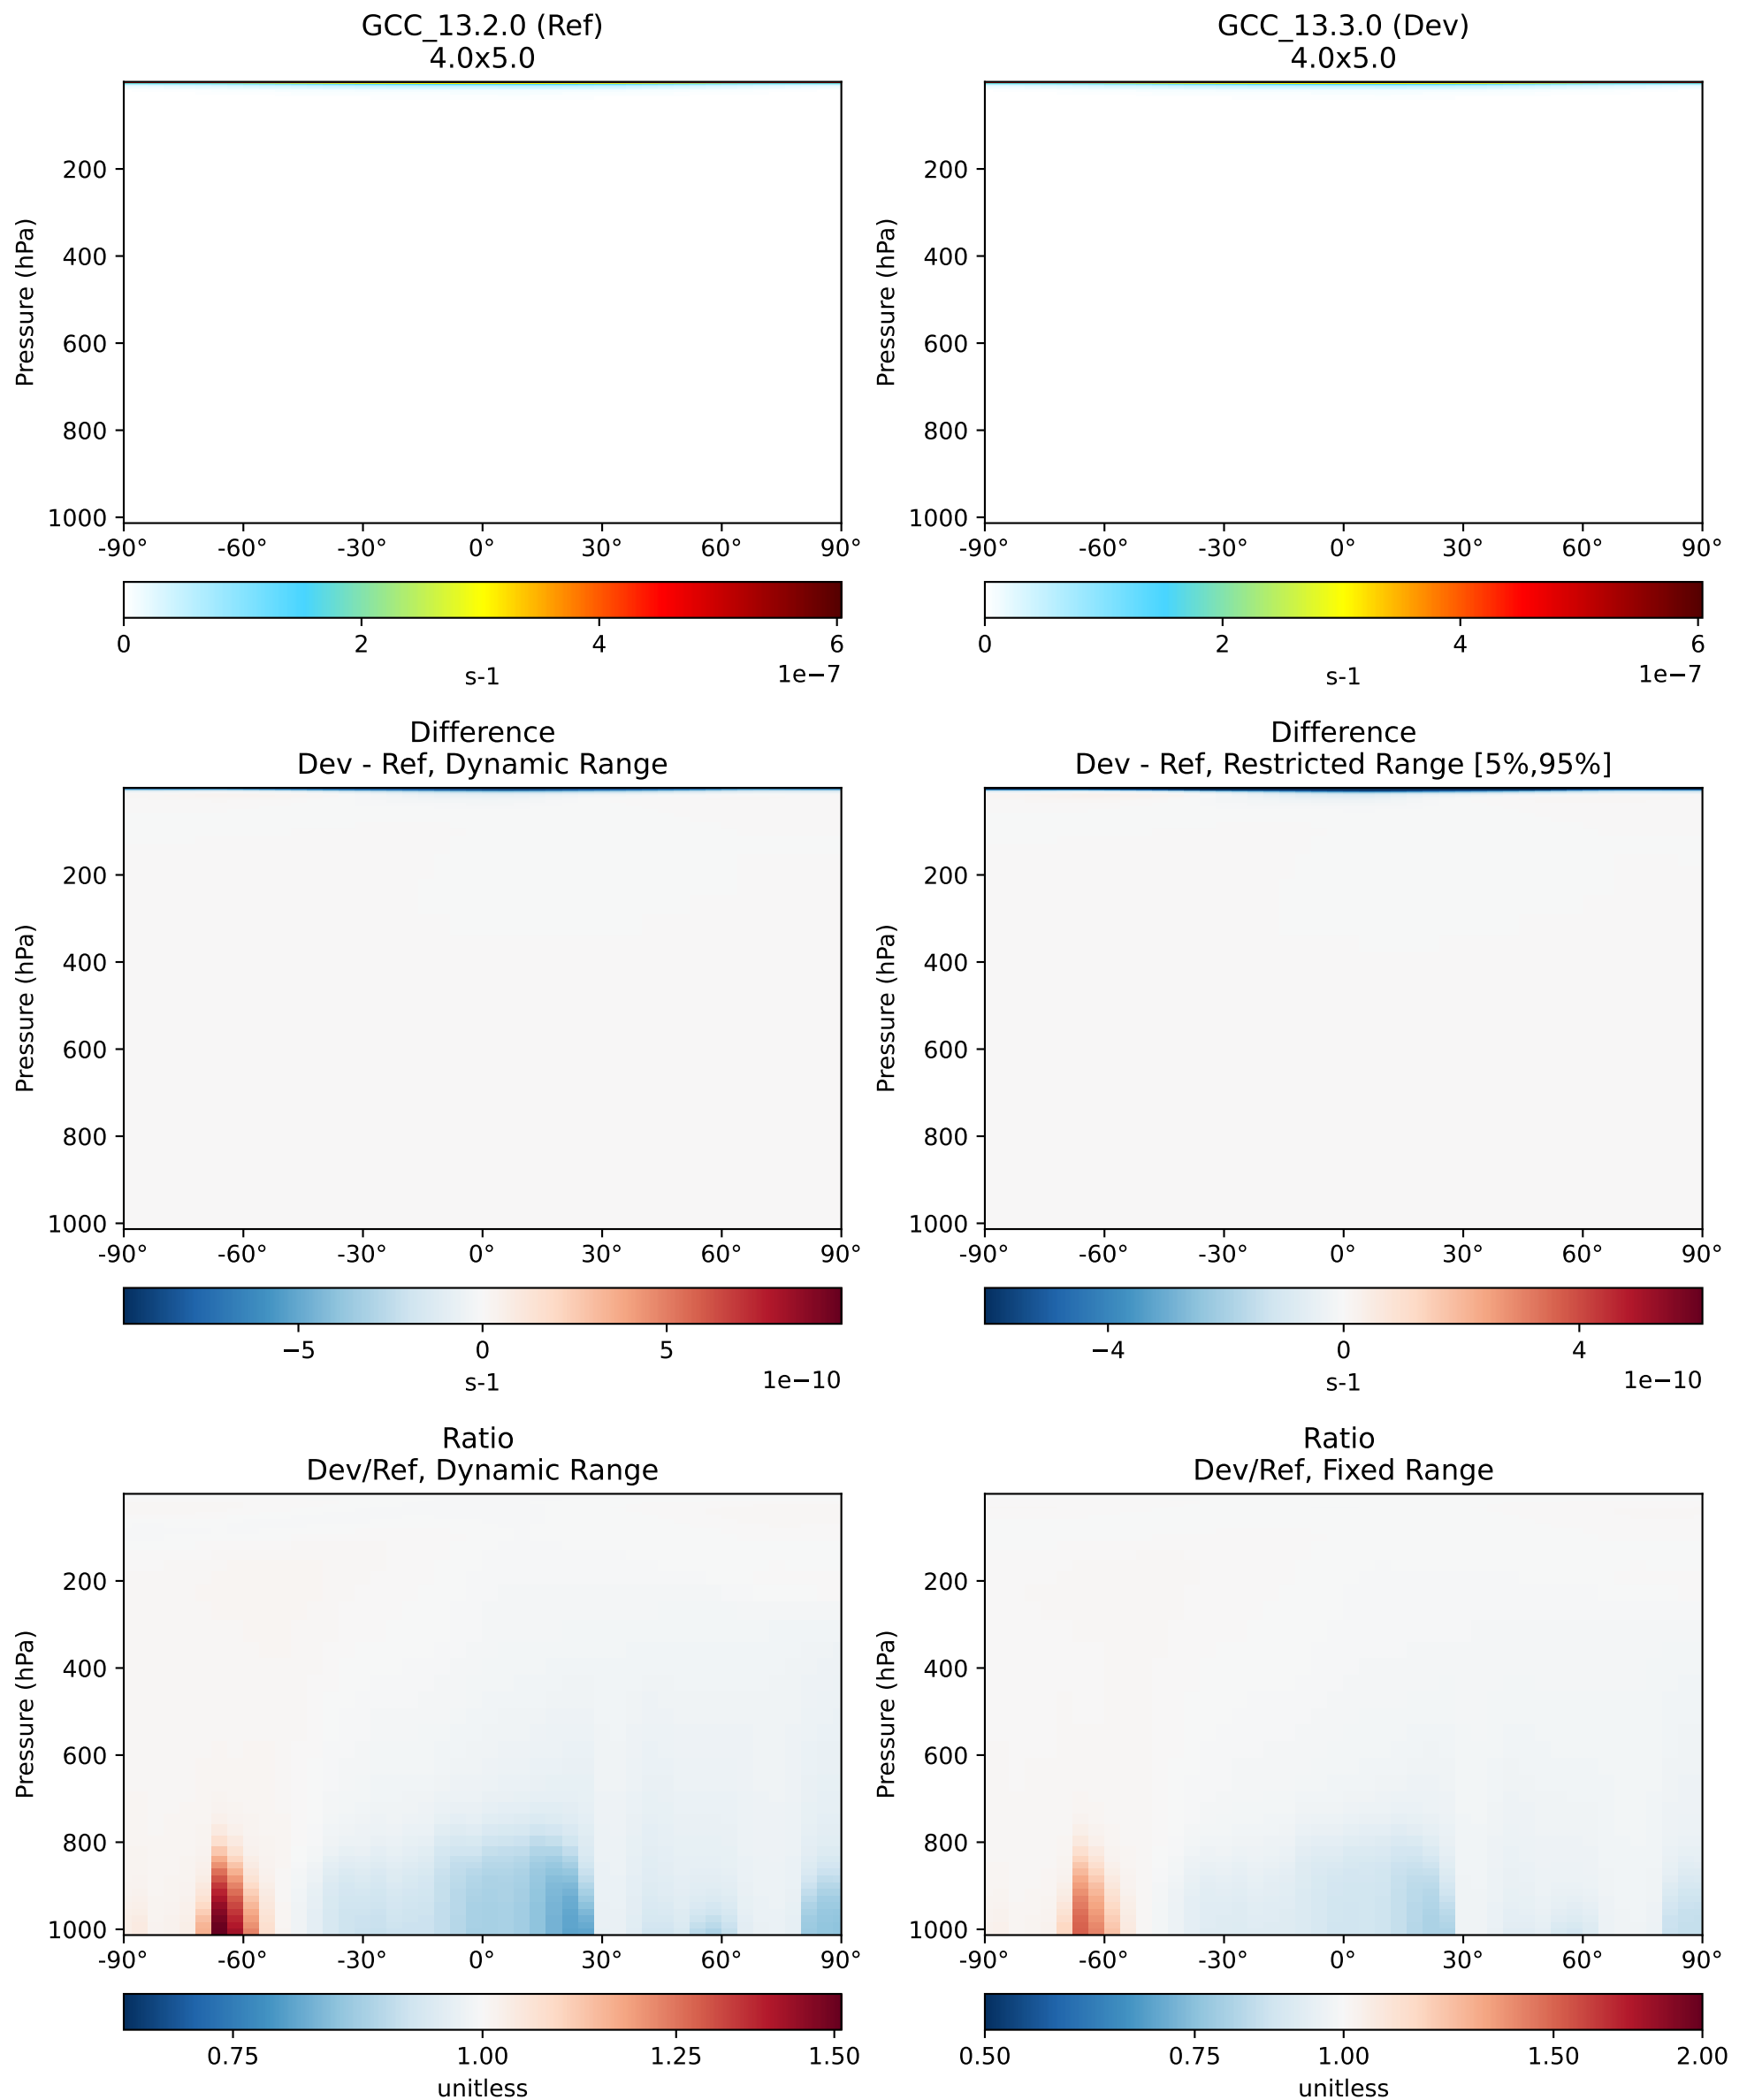 GCC_13.2.0 (Ref)
4.0x5.0
Pressure (hPa)
200
400
600
800
1000
-90° -60° -30° 0° 30° 60° 90°
0 2 4 6
s-1
1e−7
GCC_13.3.0 (Dev)
4.0x5.0
Pressure (hPa)
200
400
600
800
1000
-90° -60° -30° 0° 30° 60° 90°
0 2 4 6
s-1
1e−7
Difference
Dev - Ref, Dynamic Range
Pressure (hPa)
200
400
600
800
1000
-90° -60° -30° 0° 30° 60° 90°
−5 0 5
s-1
1e−10
Difference
Dev - Ref, Restricted Range [5%,95%]
Pressure (hPa)
200
400
600
800
1000
-90° -60° -30° 0° 30° 60° 90°
−4 0 4
s-1
1e−10
Ratio
Dev/Ref, Dynamic Range
Pressure (hPa)
200
400
600
800
1000
-90° -60° -30° 0° 30° 60° 90°
0.75 1.00 1.25 1.50
unitless
Ratio
Dev/Ref, Fixed Range
Pressure (hPa)
200
400
600
800
1000
-90° -60° -30° 0° 30° 60° 90°
0.50 0.75 1.00 1.50 2.00
unitless